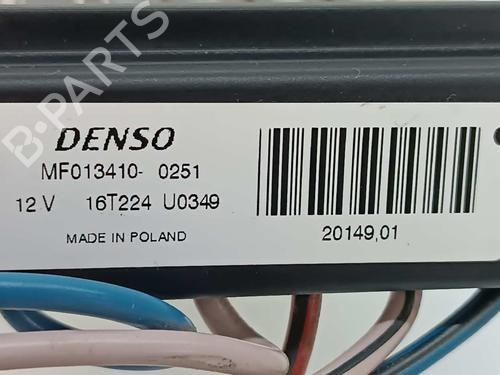 B-PARTS
DENSO
MF013410- 0251
12 V 16T224 U0349
MADE IN POLAND
20149,01